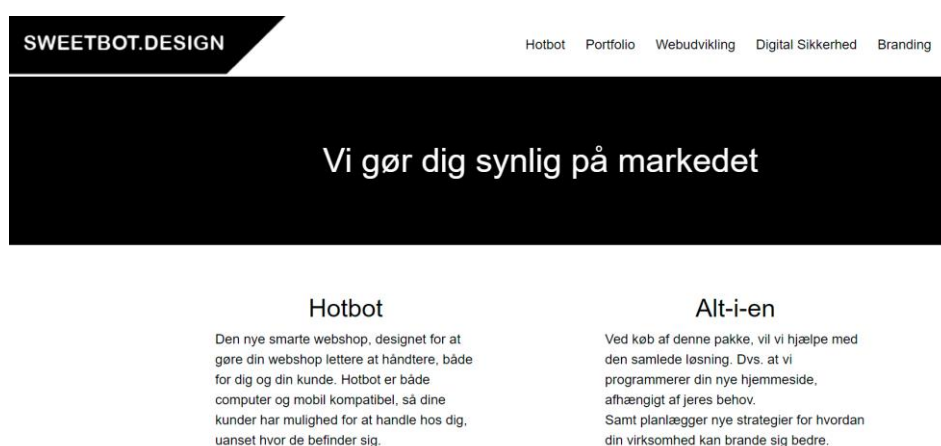 SWEETBOT.DESIGN
Hotbot Portfolio Webudvikling Digital Sikkerhed Branding
Vi gør dig synlig på markedet
Hotbot
Den nye smarte webshop, designet for at
gøre din webshop lettere at håndtere, både
for dig og din kunde. Hotbot er både
computer og mobil kompatibel, så dine
kunder har mulighed for at handle hos dig,
uanset hvor de befinder sig.
Alt-i-en
Ved køb af denne pakke, vil vi hjælpe med
den samlede løsning. Dvs. at vi
programmerer din nye hjemmeside,
afhængigt af jeres behov.
Samt planlægger nye strategier for hvordan
din virksomhed kan brande sig bedre.